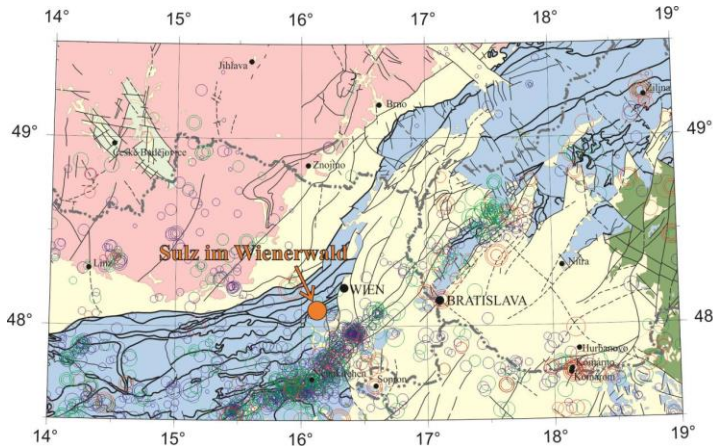 14° 15° 16° 17° 18° 19°
Jihlava
Brno
Žilina
49° 49°
České Budějovice
Znojmo
Linz
Sulz im Wienerwald
Nitra
WIEN
BRATISLAVA
48° 48°
Hurbanovo
Komárno
Komárom
Sopron
14° 15° 16° 17° 18° 19°